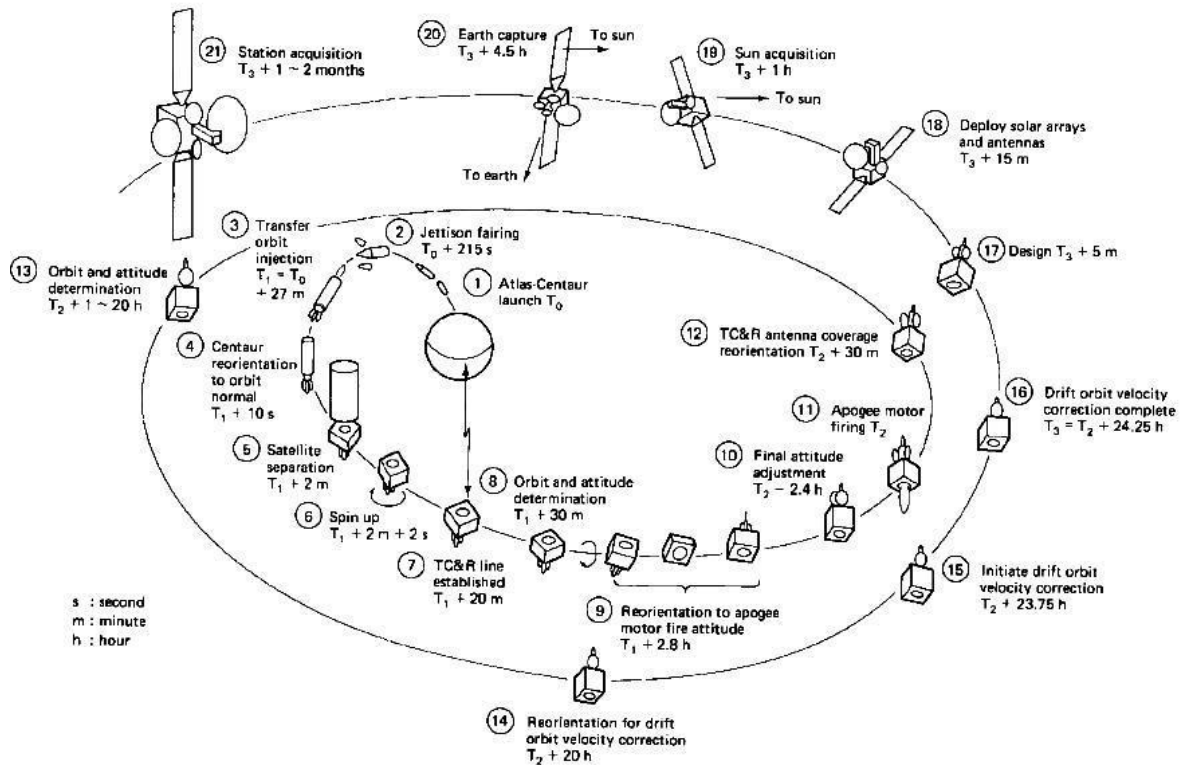 1
Atlas-Centaur
launch T0
2
Jettison fairing
T0 + 215 s
3
Transfer
orbit
injection
T1 = T0
+ 27 m
4
Centaur
reorientation
to orbit
normal
T1 + 10 s
5
Satellite
separation
T1 + 2 m
6
Spin up
T1 + 2 m + 2 s
7
TC&R line
established
T1 + 20 m
8
Orbit and attitude
determination
T1 + 30 m
9
Reorientation to apogee
motor fire attitude
T1 + 2.8 h
10
Final attitude
adjustment
T2 − 2.4 h
11
Apogee motor
firing T2
12
TC&R antenna coverage
reorientation T2 + 30 m
13
Orbit and attitude
determination
T2 + 1 ~ 20 h
14
Reorientation for drift
orbit velocity correction
T2 + 20 h
15
Initiate drift orbit
velocity correction
T2 + 23.75 h
16
Drift orbit velocity
correction complete
T3 = T2 + 24.25 h
17
Design T3 + 5 m
18
Deploy solar arrays
and antennas
T3 + 15 m
19
Sun acquisition
T3 + 1 h
To sun
20
Earth capture
T3 + 4.5 h
To sun
To earth
21
Station acquisition
T3 + 1 ~ 2 months
s : second
m : minute
h : hour